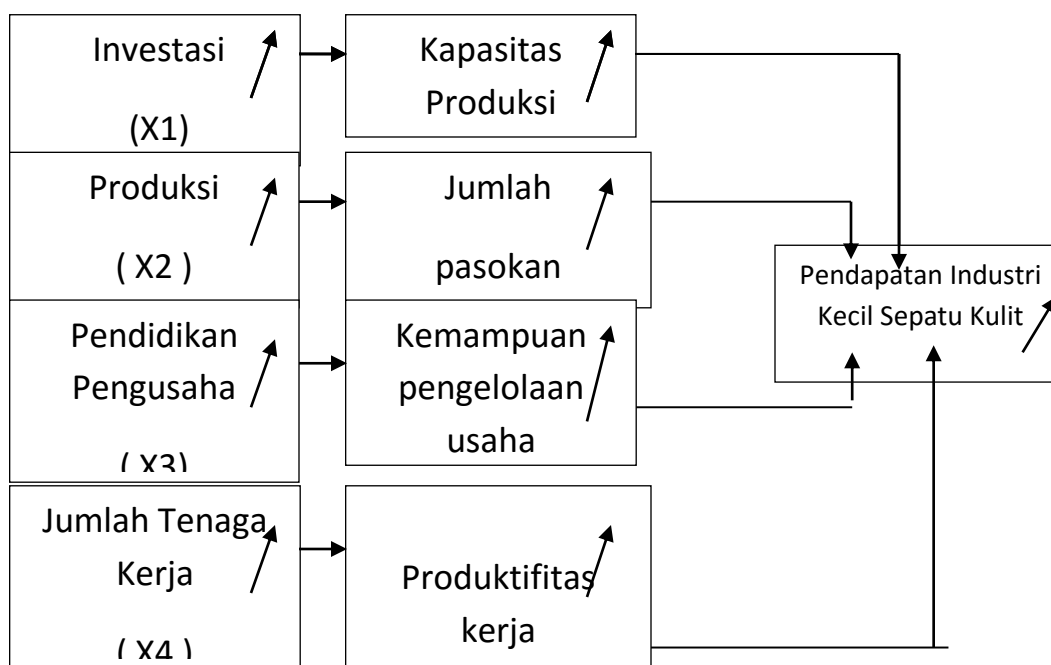 Investasi
(X1)
Kapasitas
Produksi
Produksi
( X2 )
Jumlah
pasokan
Pendapatan Industri
Kecil Sepatu Kulit
Pendidikan
Pengusaha
( X3)
Kemampuan
pengelolaan
usaha
Jumlah Tenaga
Kerja
( X4 )
Produktifitas
kerja